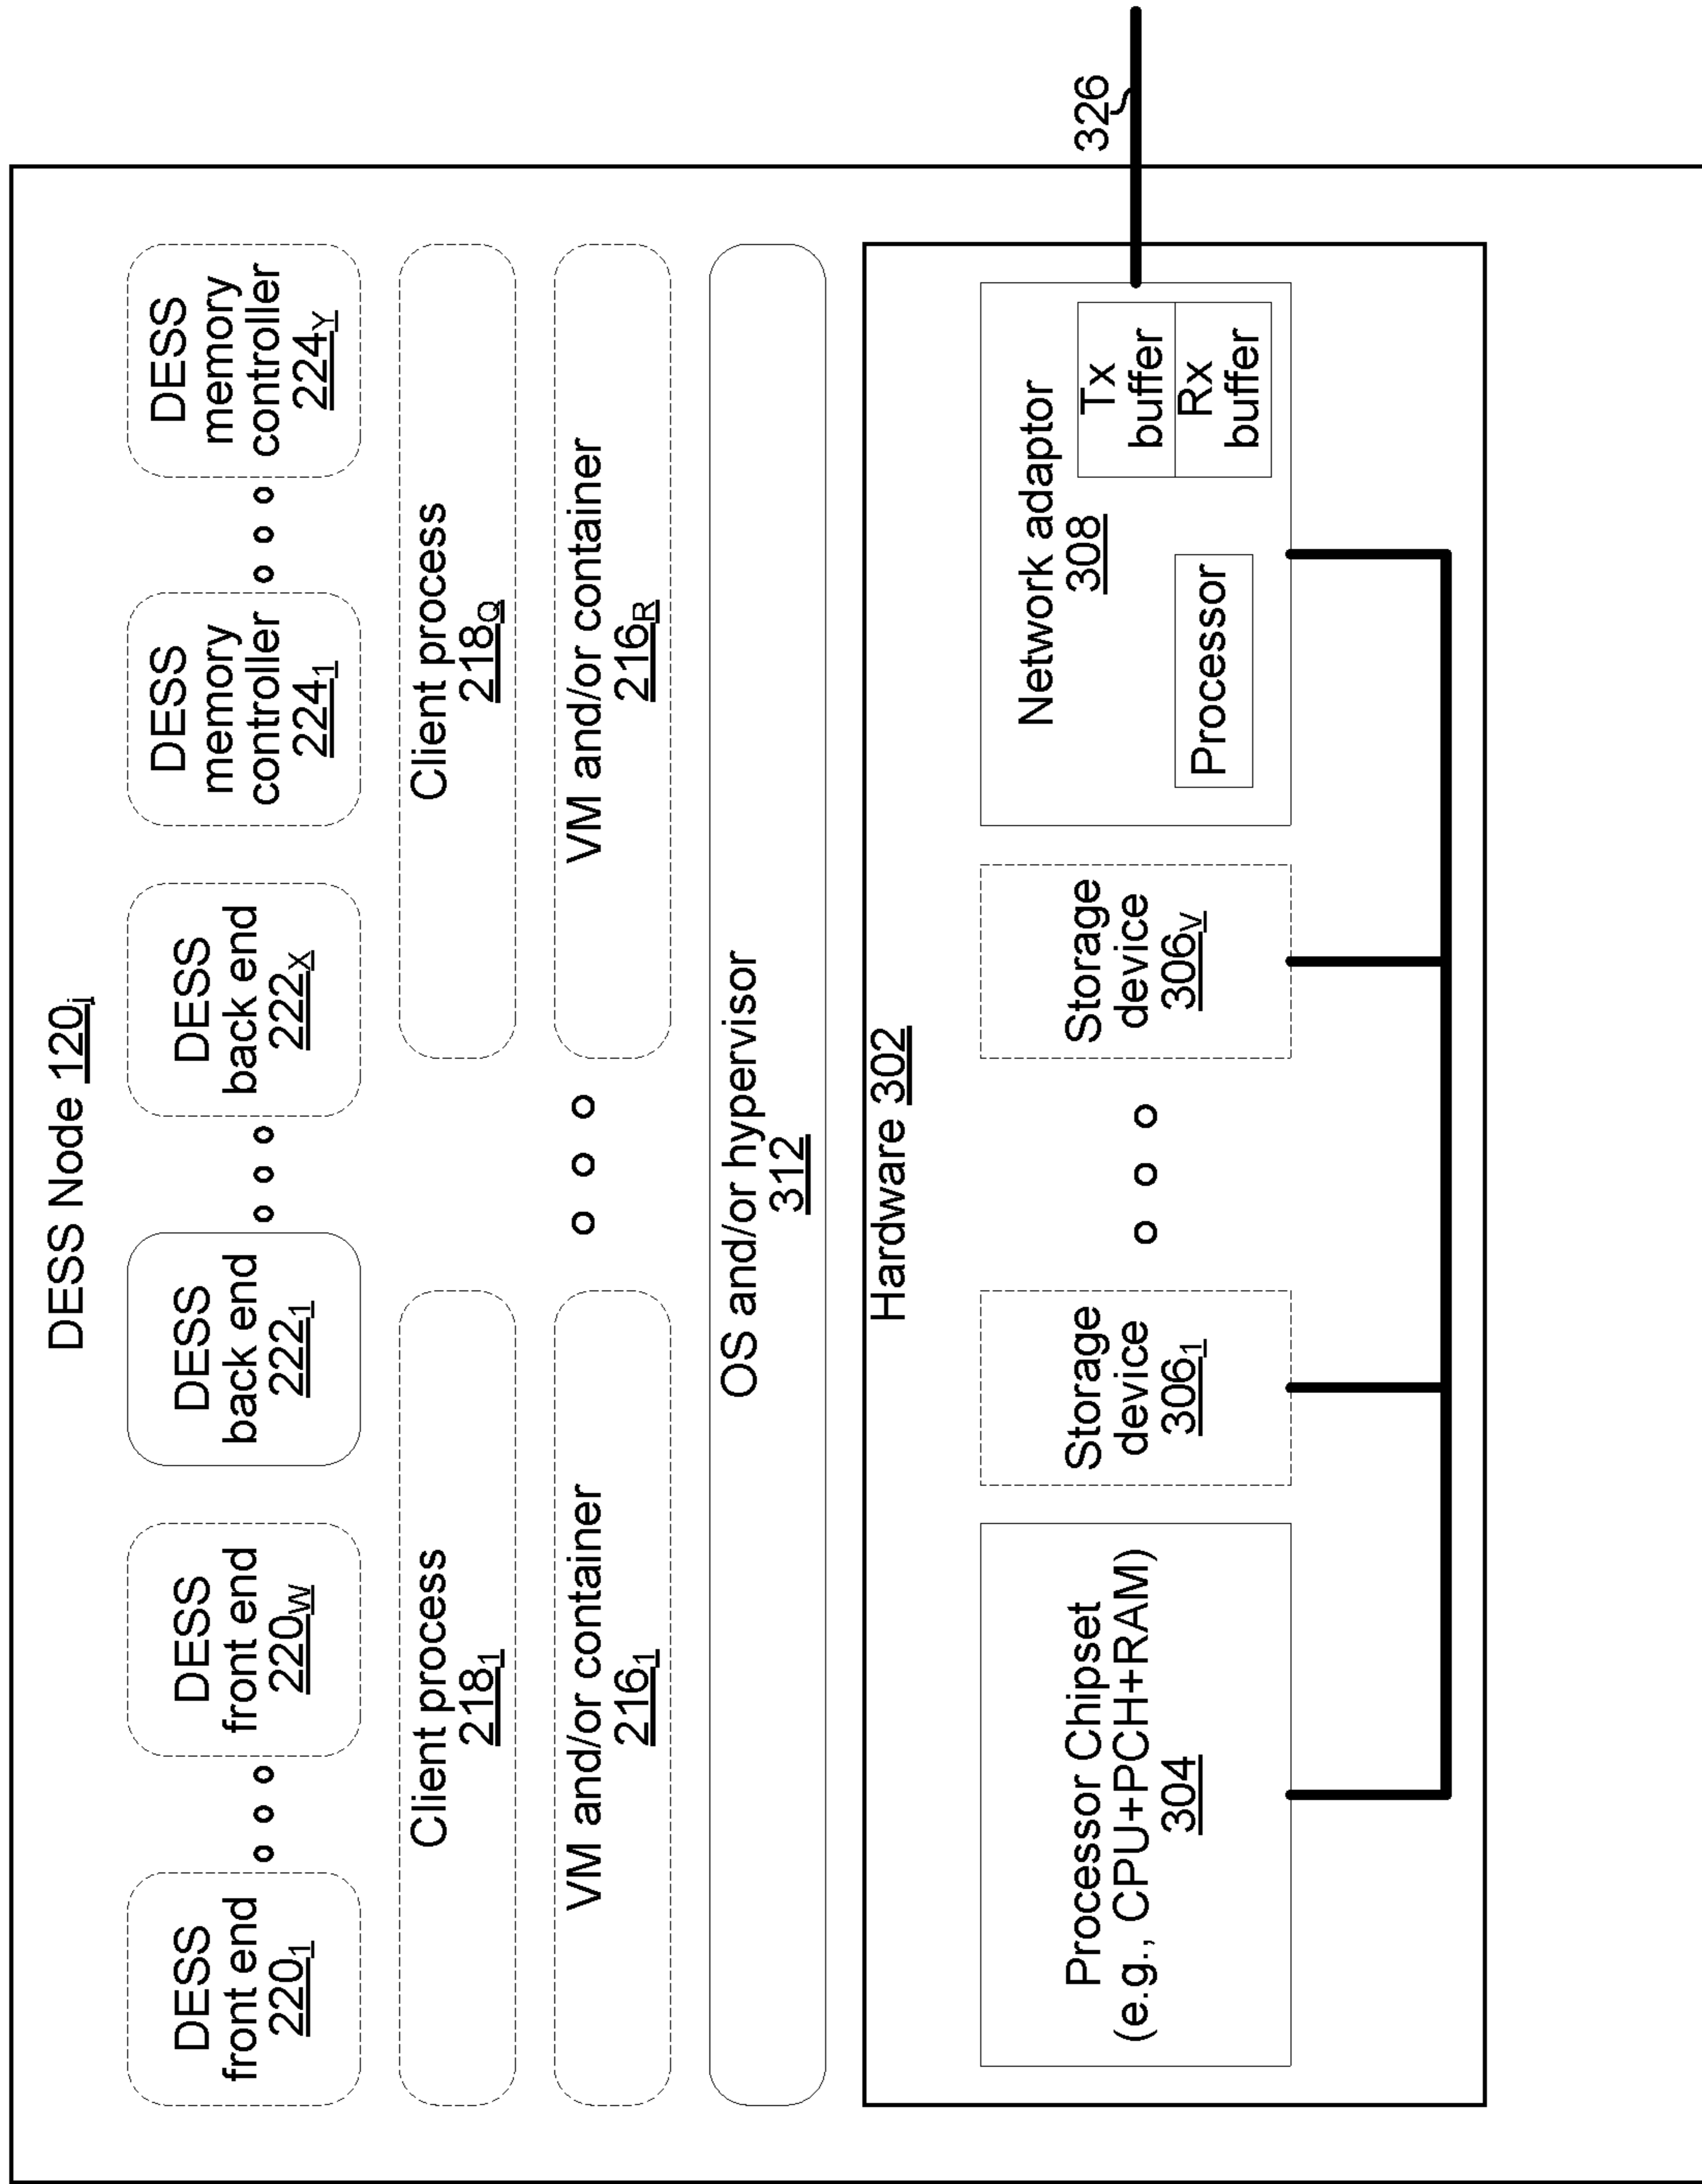 DESS Node 120j
DESS
front end
220₁
DESS
front end
220W
DESS
back end
222₁
DESS
back end
222X
DESS
memory
controller
224₁
DESS
memory
controller
224Y
Client process
218₁
Client process
218Q
VM and/or container
216₁
VM and/or container
216R
OS and/or hypervisor
312
Hardware 302
Processor Chipset
(e.g., CPU+PCH+RAM)
304
Storage
device
306₁
Storage
device
306V
Network adaptor
308
Processor
Tx
buffer
Rx
buffer
326